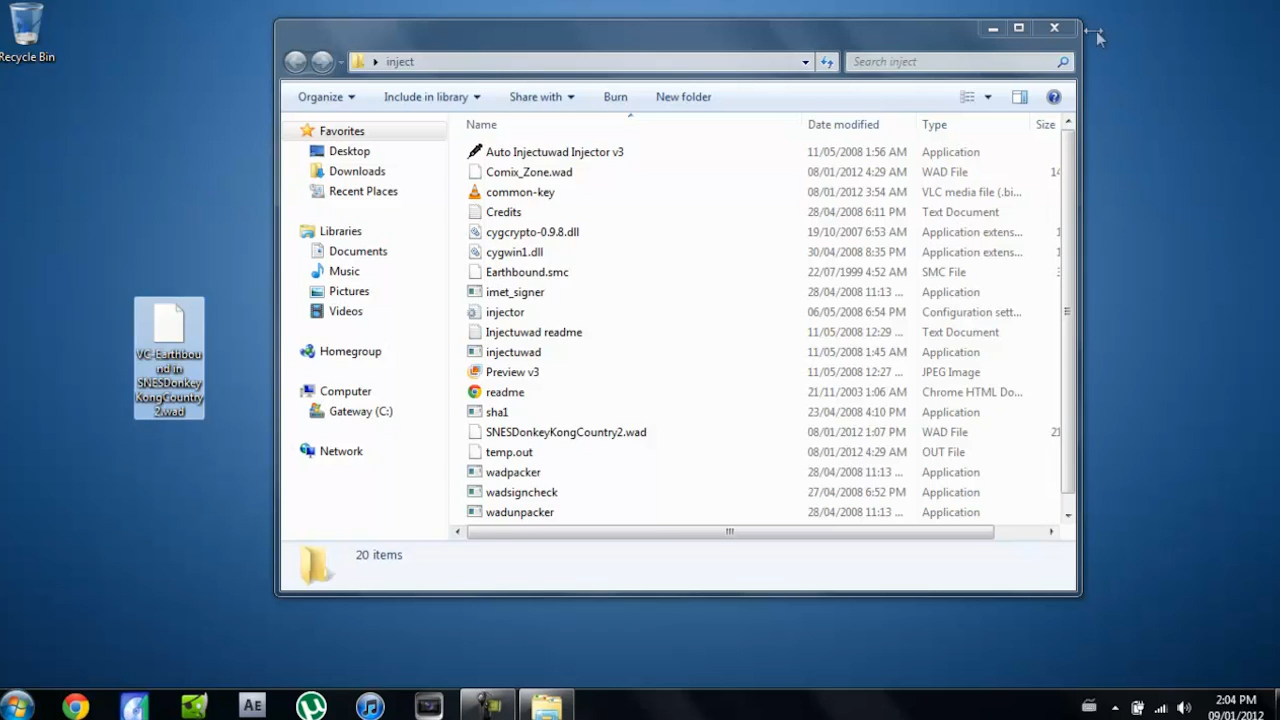 Recycle Bin
VC-Earthbou
nd in
SNESDonkey
KongCountry
2.wad
inject
Search inject
Organize Include in library Share with Burn New folder
Favorites
Desktop
Downloads
Recent Places
Libraries
Documents
Music
Pictures
Videos
Homegroup
Computer
Gateway (C:)
Network
Name Date modified Type Size
Auto Injectuwad Injector v3 11/05/2008 1:56 AM Application
Comix_Zone.wad 08/01/2012 4:29 AM WAD File 14
common-key 08/01/2012 3:54 AM VLC media file (.bi...
Credits 28/04/2008 6:11 PM Text Document
cygcrypto-0.9.8.dll 19/10/2007 6:53 AM Application extens... 1
cygwin1.dll 30/04/2008 8:35 PM Application extens... 1
Earthbound.smc 22/07/1999 4:52 AM SMC File 3
imet_signer 28/04/2008 11:13 ... Application
injector 06/05/2008 6:54 PM Configuration sett...
Injectuwad readme 11/05/2008 12:29 ... Text Document
injectuwad 11/05/2008 1:45 AM Application
Preview v3 11/05/2008 12:27 ... JPEG Image
readme 21/11/2003 1:06 AM Chrome HTML Do...
sha1 23/04/2008 4:10 PM Application
SNESDonkeyKongCountry2.wad 08/01/2012 1:07 PM WAD File 21
temp.out 08/01/2012 4:29 AM OUT File
wadpacker 28/04/2008 11:13 ... Application
wadsigncheck 27/04/2008 6:52 PM Application
wadunpacker 28/04/2008 11:13 ... Application
20 items
Ae
2:04 PM
09/01/2012